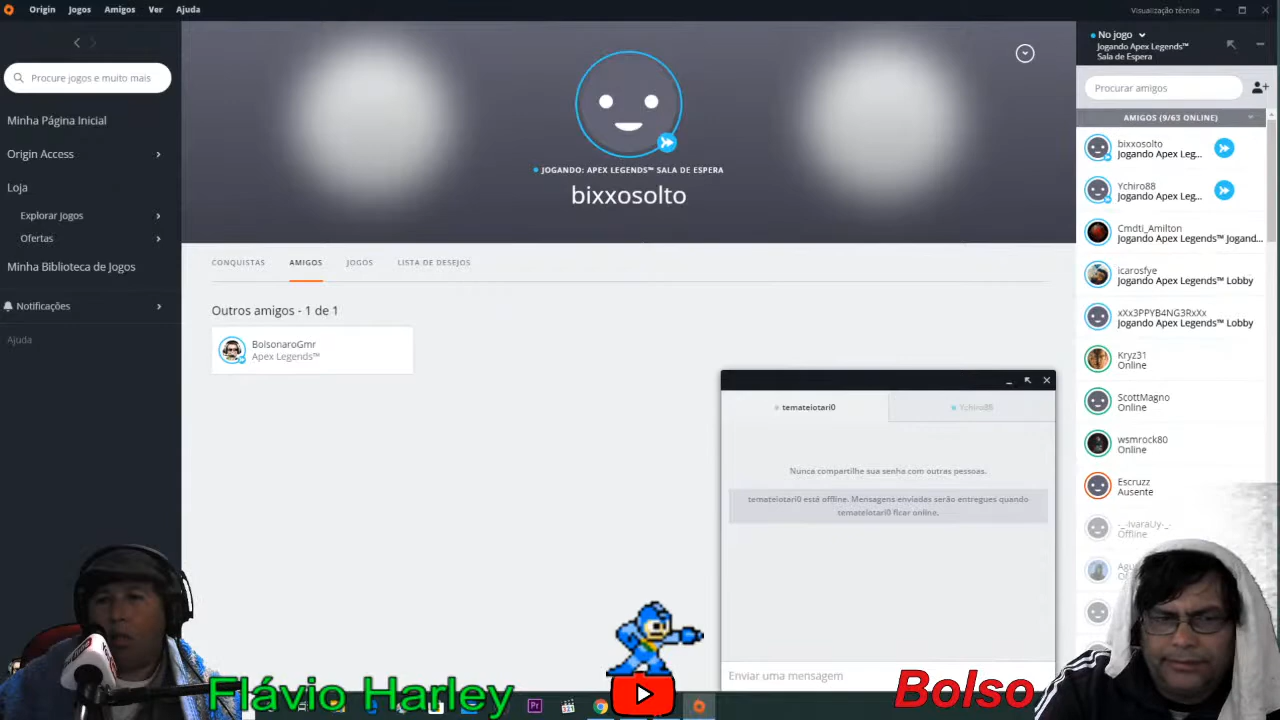 Origin Jogos Amigos Ver Ajuda
Visualização técnica
Procure jogos e muito mais
Minha Página Inicial
Origin Access
Loja
Explorar Jogos
Ofertas
Minha Biblioteca de Jogos
Notificações
Ajuda
JOGANDO: APEX LEGENDS™ SALA DE ESPERA
bixxosolto
CONQUISTAS AMIGOS JOGOS LISTA DE DESEJOS
Outros amigos - 1 de 1
BolsonaroGmr
Apex Legends™
temateiotari0 Ychiro88
Nunca compartilhe sua senha com outras pessoas.
temateiotari0 está offline. Mensagens enviadas serão entregues quando
temateiotari0 ficar online.
Enviar uma mensagem
No jogo
Jogando Apex Legends™
Sala de Espera
Procurar amigos
AMIGOS (9/63 ONLINE)
bixxosolto
Jogando Apex Leg...
Ychiro88
Jogando Apex Leg...
Cmdti_Amilton
Jogando Apex Legends™ Jogand...
icarosfye
Jogando Apex Legends™ Lobby
xXx3PPYB4NG3RxXx
Jogando Apex Legends™ Lobby
Kryz31
Online
ScottMagno
Online
wsmrock80
Online
Escruzz
Ausente
-_-IvaraUy-_-
Offline
Flávio Harley
Pr
Bolso